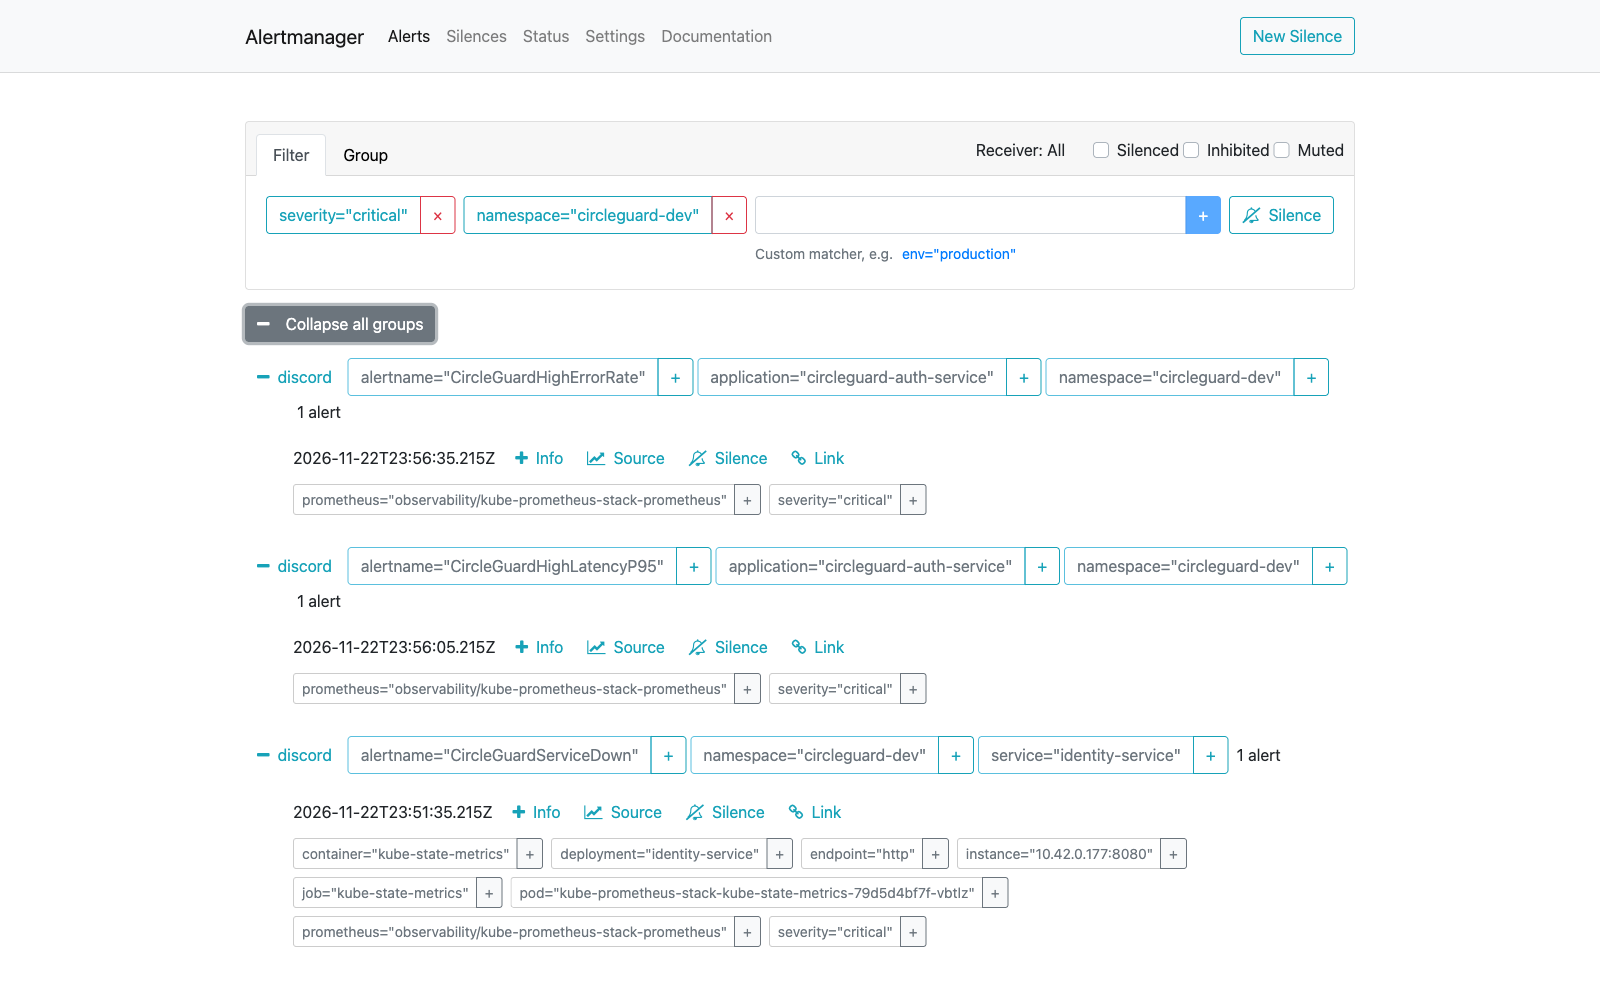 Alertmanager Alerts Silences Status Settings Documentation New Silence
Filter Group Receiver: All Silenced Inhibited Muted
severity="critical" × namespace="circleguard-dev" × + Silence
Custom matcher, e.g. env="production"
Collapse all groups
discord alertname="CircleGuardHighErrorRate" + application="circleguard-auth-service" + namespace="circleguard-dev" +
1 alert
2026-11-22T23:56:35.215Z Info Source Silence Link
prometheus="observability/kube-prometheus-stack-prometheus" + severity="critical" +
discord alertname="CircleGuardHighLatencyP95" + application="circleguard-auth-service" + namespace="circleguard-dev" +
1 alert
2026-11-22T23:56:05.215Z Info Source Silence Link
prometheus="observability/kube-prometheus-stack-prometheus" + severity="critical" +
discord alertname="CircleGuardServiceDown" + namespace="circleguard-dev" + service="identity-service" + 1 alert
2026-11-22T23:51:35.215Z Info Source Silence Link
container="kube-state-metrics" + deployment="identity-service" + endpoint="http" + instance="10.42.0.177:8080" +
job="kube-state-metrics" + pod="kube-prometheus-stack-kube-state-metrics-79d5d4bf7f-vbtlz" +
prometheus="observability/kube-prometheus-stack-prometheus" + severity="critical" +